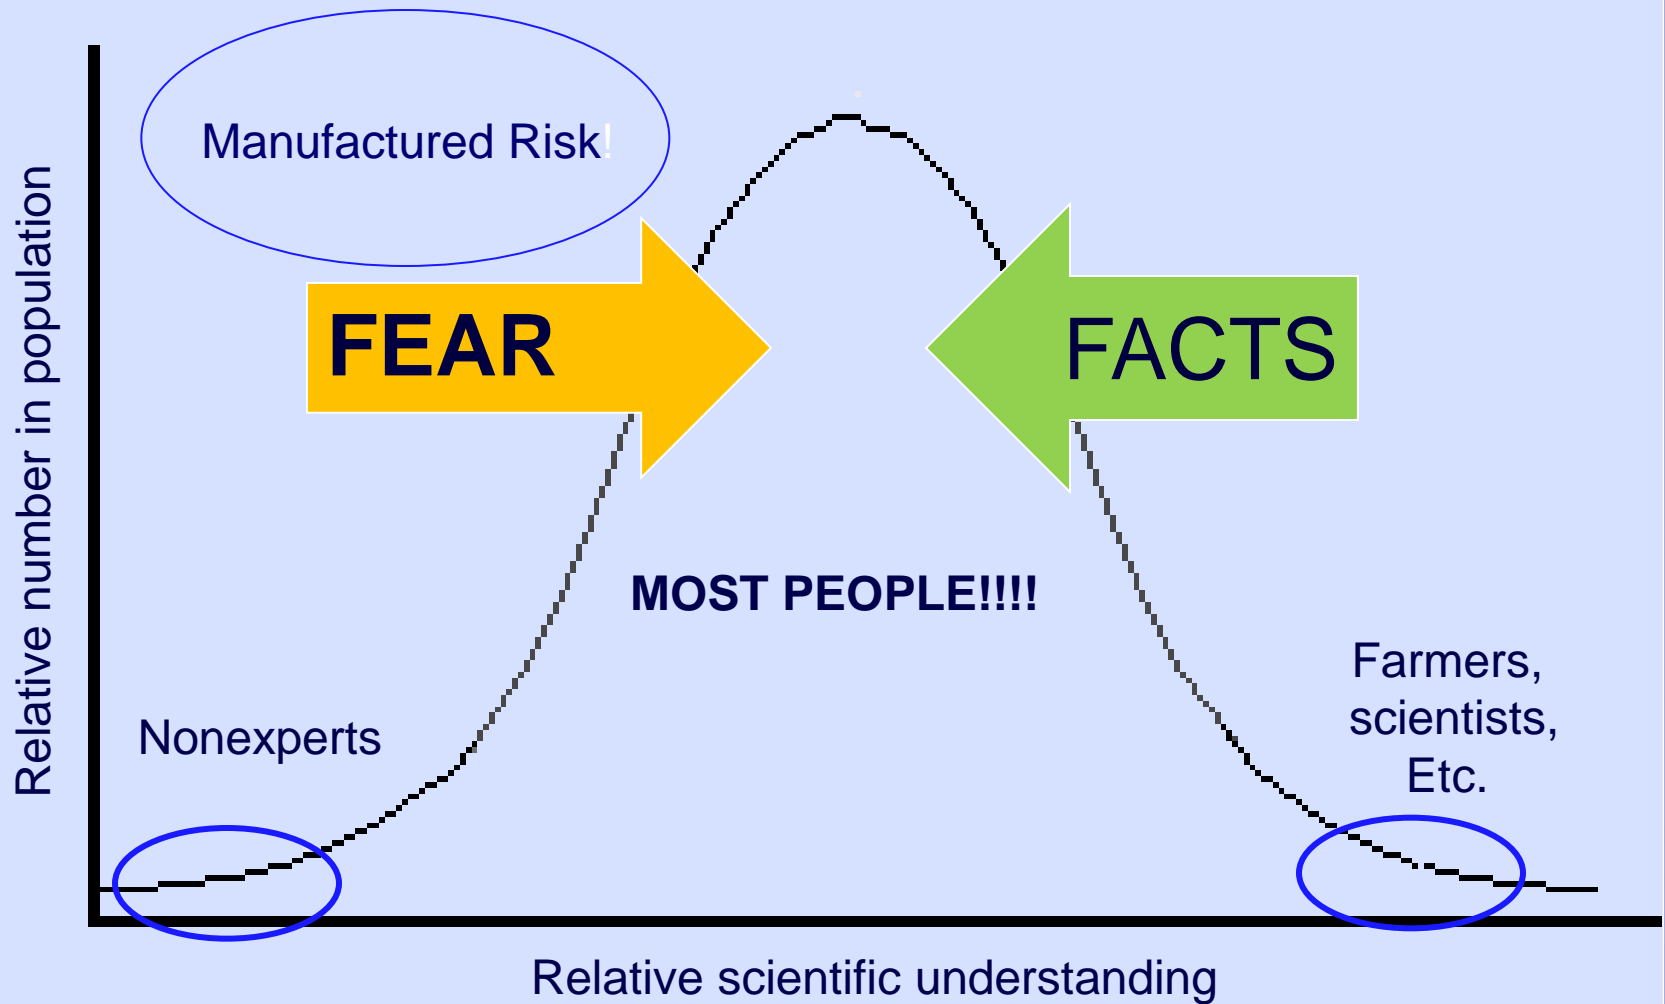 Manufactured Risk!
Relative number in population
FEAR
FACTS
MOST PEOPLE!!!!
Nonexperts
Farmers,
scientists,
Etc.
Relative scientific understanding